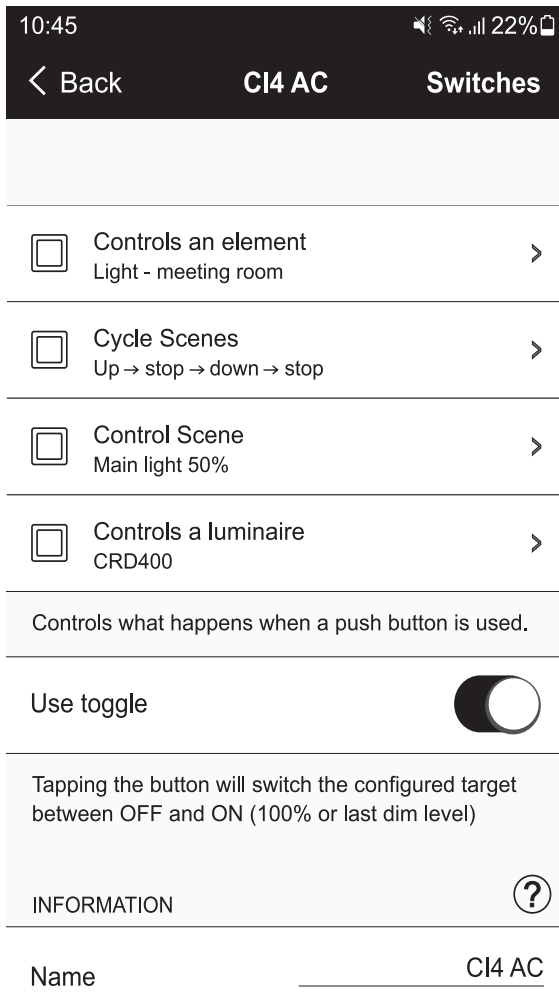 10:45 22%
Back CI4 AC Switches
Controls an element
Light - meeting room
Cycle Scenes
Up → stop → down → stop
Control Scene
Main light 50%
Controls a luminaire
CRD400
Controls what happens when a push button is used.
Use toggle
Tapping the button will switch the configured target
between OFF and ON (100% or last dim level)
INFORMATION ?
Name CI4 AC